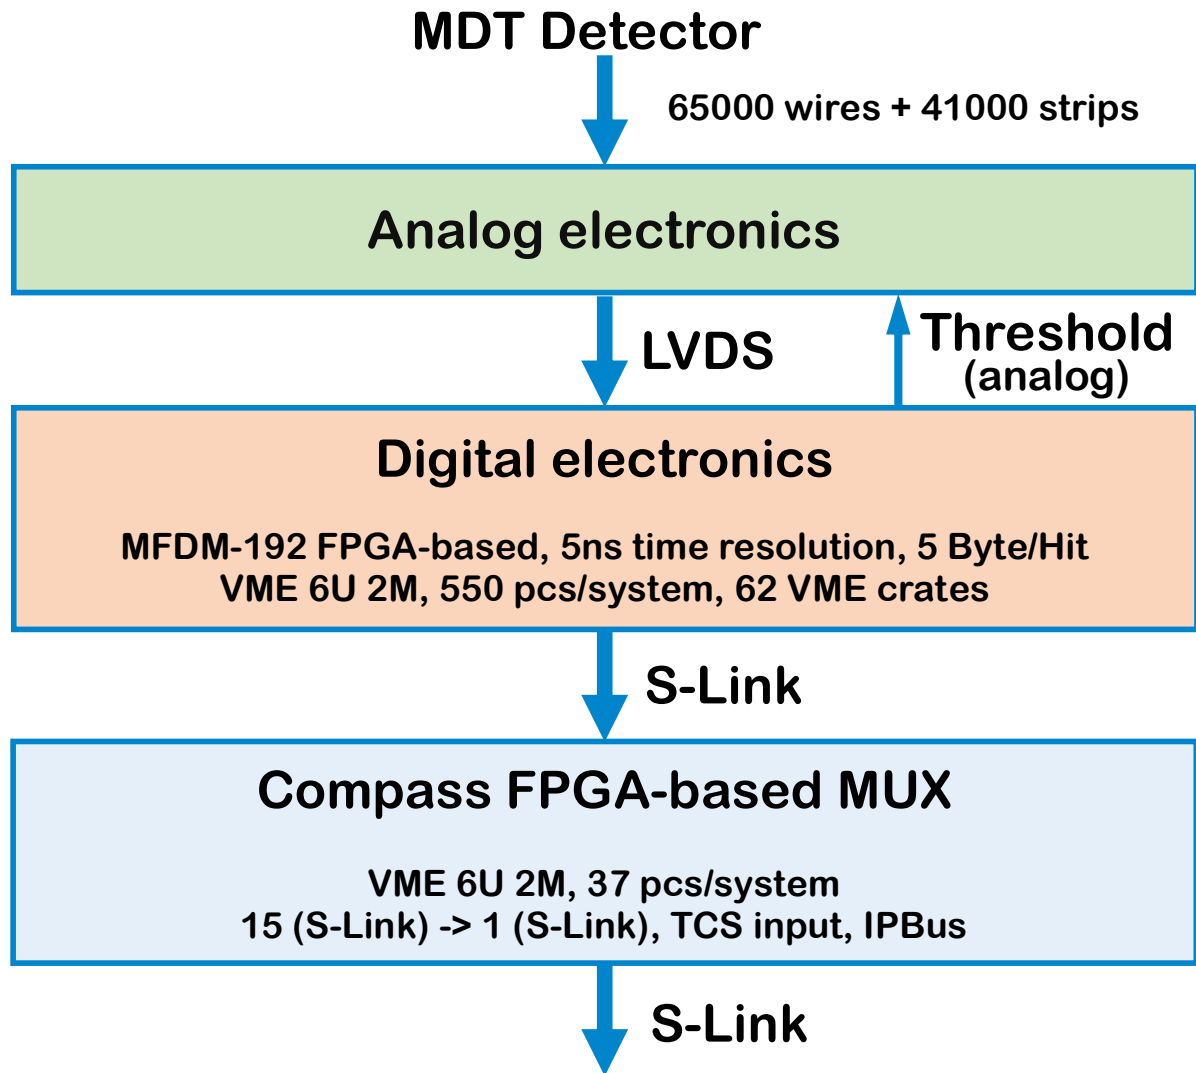 MDT Detector
65000 wires + 41000 strips
Analog electronics
LVDS
Threshold
(analog)
Digital electronics
MFDM-192 FPGA-based, 5ns time resolution, 5 Byte/Hit
VME 6U 2M, 550 pcs/system, 62 VME crates
S-Link
Compass FPGA-based MUX
VME 6U 2M, 37 pcs/system
15 (S-Link) -> 1 (S-Link), TCS input, IPBus
S-Link